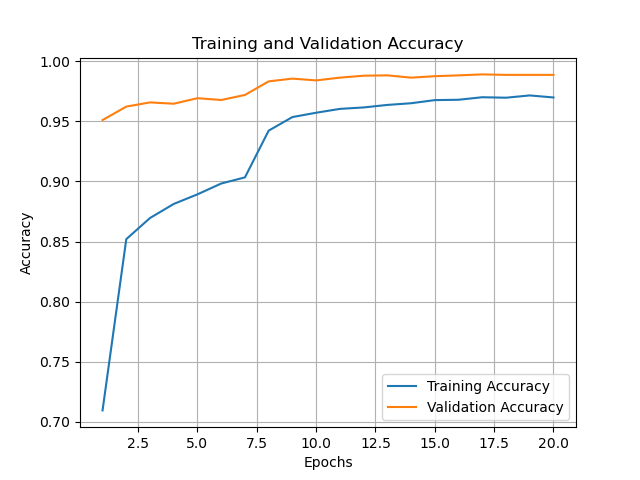 Training and Validation Accuracy
1.00
0.95
0.90
0.85
0.80
0.75
0.70
Accuracy
Training Accuracy
Validation Accuracy
2.5 5.0 7.5 10.0 12.5 15.0 17.5 20.0
Epochs